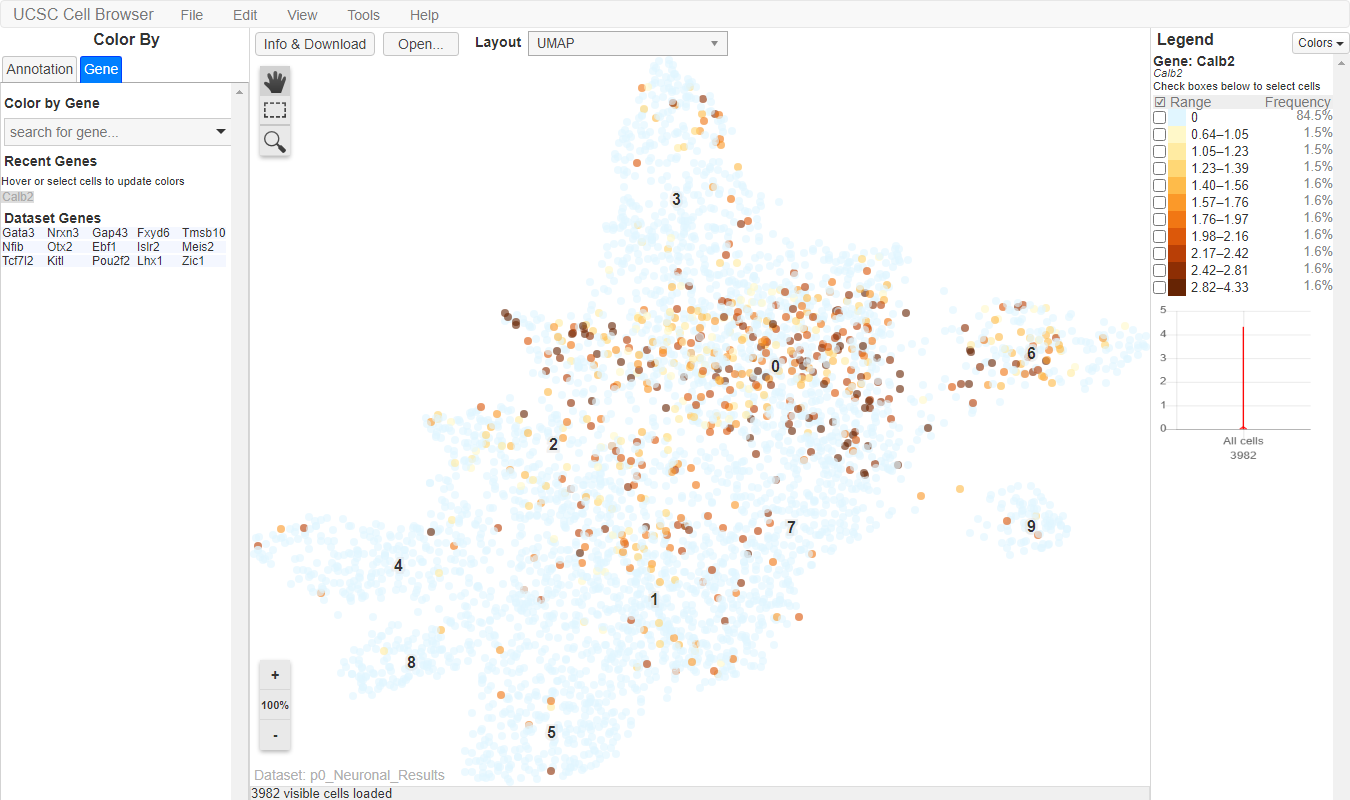 UCSC Cell Browser File Edit View Tools Help
Color By
Annotation Gene
Color by Gene
search for gene...
Recent Genes
Hover or select cells to update colors
Calb2
Dataset Genes
Gata3 Nrxn3 Gap43 Fxyd6 Tmsb10
Nfib Otx2 Ebf1 Islr2 Meis2
Tcf7l2 Kitl Pou2f2 Lhx1 Zic1
Info & Download Open... Layout UMAP
3
0
6
2
7
9
4
1
8
5
+
100%
-
Dataset: p0_Neuronal_Results
3982 visible cells loaded
Legend Colors
Gene: Calb2
Calb2
Check boxes below to select cells
Range Frequency
0 84.5%
0.64–1.05 1.5%
1.05–1.23 1.5%
1.23–1.39 1.5%
1.40–1.56 1.6%
1.57–1.76 1.6%
1.76–1.97 1.6%
1.98–2.16 1.6%
2.17–2.42 1.6%
2.42–2.81 1.6%
2.82–4.33 1.6%
5
4
3
2
1
0
All cells
3982